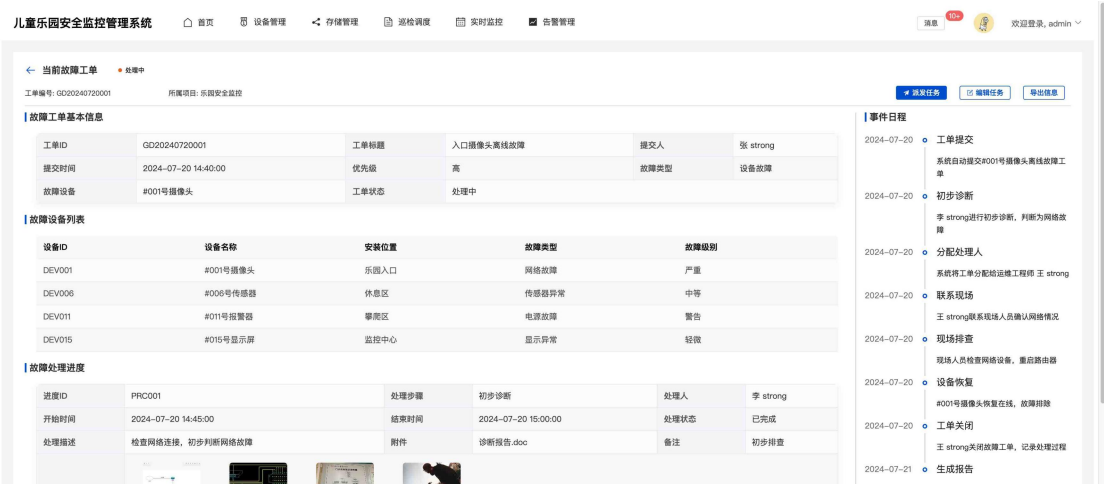 儿童乐园安全监控管理系统 首页 设备管理 存储管理 巡检调度 实时监控 告警管理 消息 10+ 欢迎登录, admin
当前故障工单 处理中
工单编号: GD20240720001 所属项目: 乐园安全监控 派发任务 编辑任务 导出信息
故障工单基本信息
工单ID GD20240720001 工单标题 入口摄像头离线故障 提交人 张 strong
提交时间 2024-07-20 14:40:00 优先级 高 故障类型 设备故障
故障设备 #001号摄像头 工单状态 处理中
故障设备列表
设备ID 设备名称 安装位置 故障类型 故障级别
DEV001 #001号摄像头 乐园入口 网络故障 严重
DEV006 #006号传感器 休息区 传感器异常 中等
DEV011 #011号报警器 攀爬区 电源故障 警告
DEV015 #015号显示屏 监控中心 显示异常 轻微
故障处理进度
进度ID PRC001 处理步骤 初步诊断 处理人 李 strong
开始时间 2024-07-20 14:45:00 结束时间 2024-07-20 15:00:00 处理状态 已完成
处理描述 检查网络连接，初步判断网络故障 附件 诊断报告.doc 备注 初步排查
事件日程
2024-07-20 工单提交
系统自动提交#001号摄像头离线故障工
单
2024-07-20 初步诊断
李 strong进行初步诊断，判断为网络故
障
2024-07-20 分配处理人
系统将工单分配给运维工程师 王 strong
2024-07-20 联系现场
王 strong联系现场人员确认网络情况
2024-07-20 现场排查
现场人员检查网络设备，重启路由器
2024-07-20 设备恢复
#001号摄像头恢复在线，故障排除
2024-07-20 工单关闭
王 strong关闭故障工单，记录处理过程
2024-07-21 生成报告